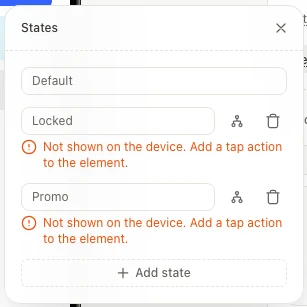 States
Default
Locked
Not shown on the device. Add a tap action
to the element.
Promo
Not shown on the device. Add a tap action
to the element.
Add state